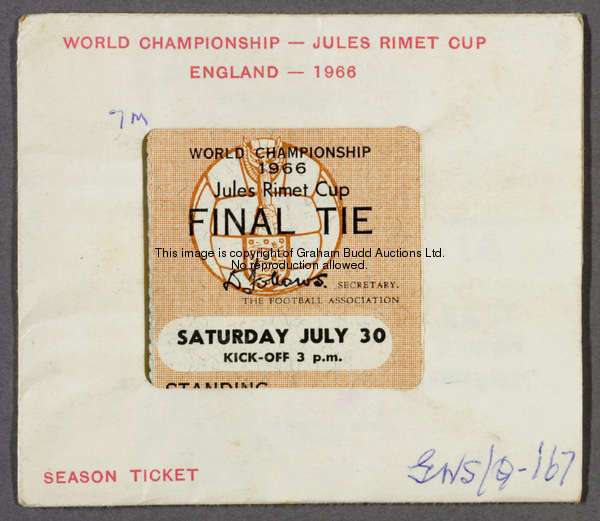 WORLD CHAMPIONSHIP — JULES RIMET CUP
ENGLAND — 1966
7M
WORLD CHAMPIONSHIP
1966
Jules Rimet Cup
FINAL TIE
This image is copyright of Graham Budd Auctions Ltd.
No reproduction allowed.
D Follows.
SECRETARY.
THE FOOTBALL ASSOCIATION
SATURDAY JULY 30
KICK-OFF 3 p.m.
STANDING
SEASON TICKET